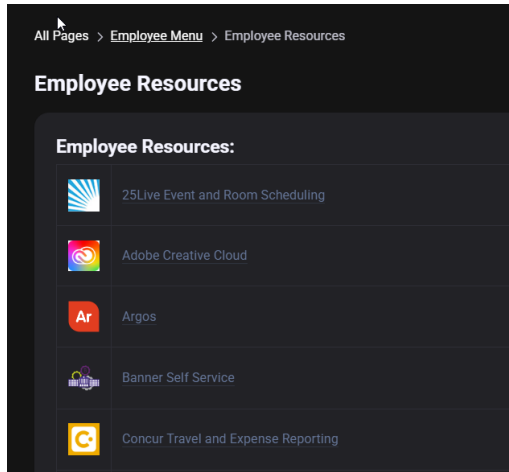 All Pages > Employee Menu > Employee Resources
Employee Resources
Employee Resources:
25Live Event and Room Scheduling
Adobe Creative Cloud
Ar Argos
Banner Self Service
C Concur Travel and Expense Reporting